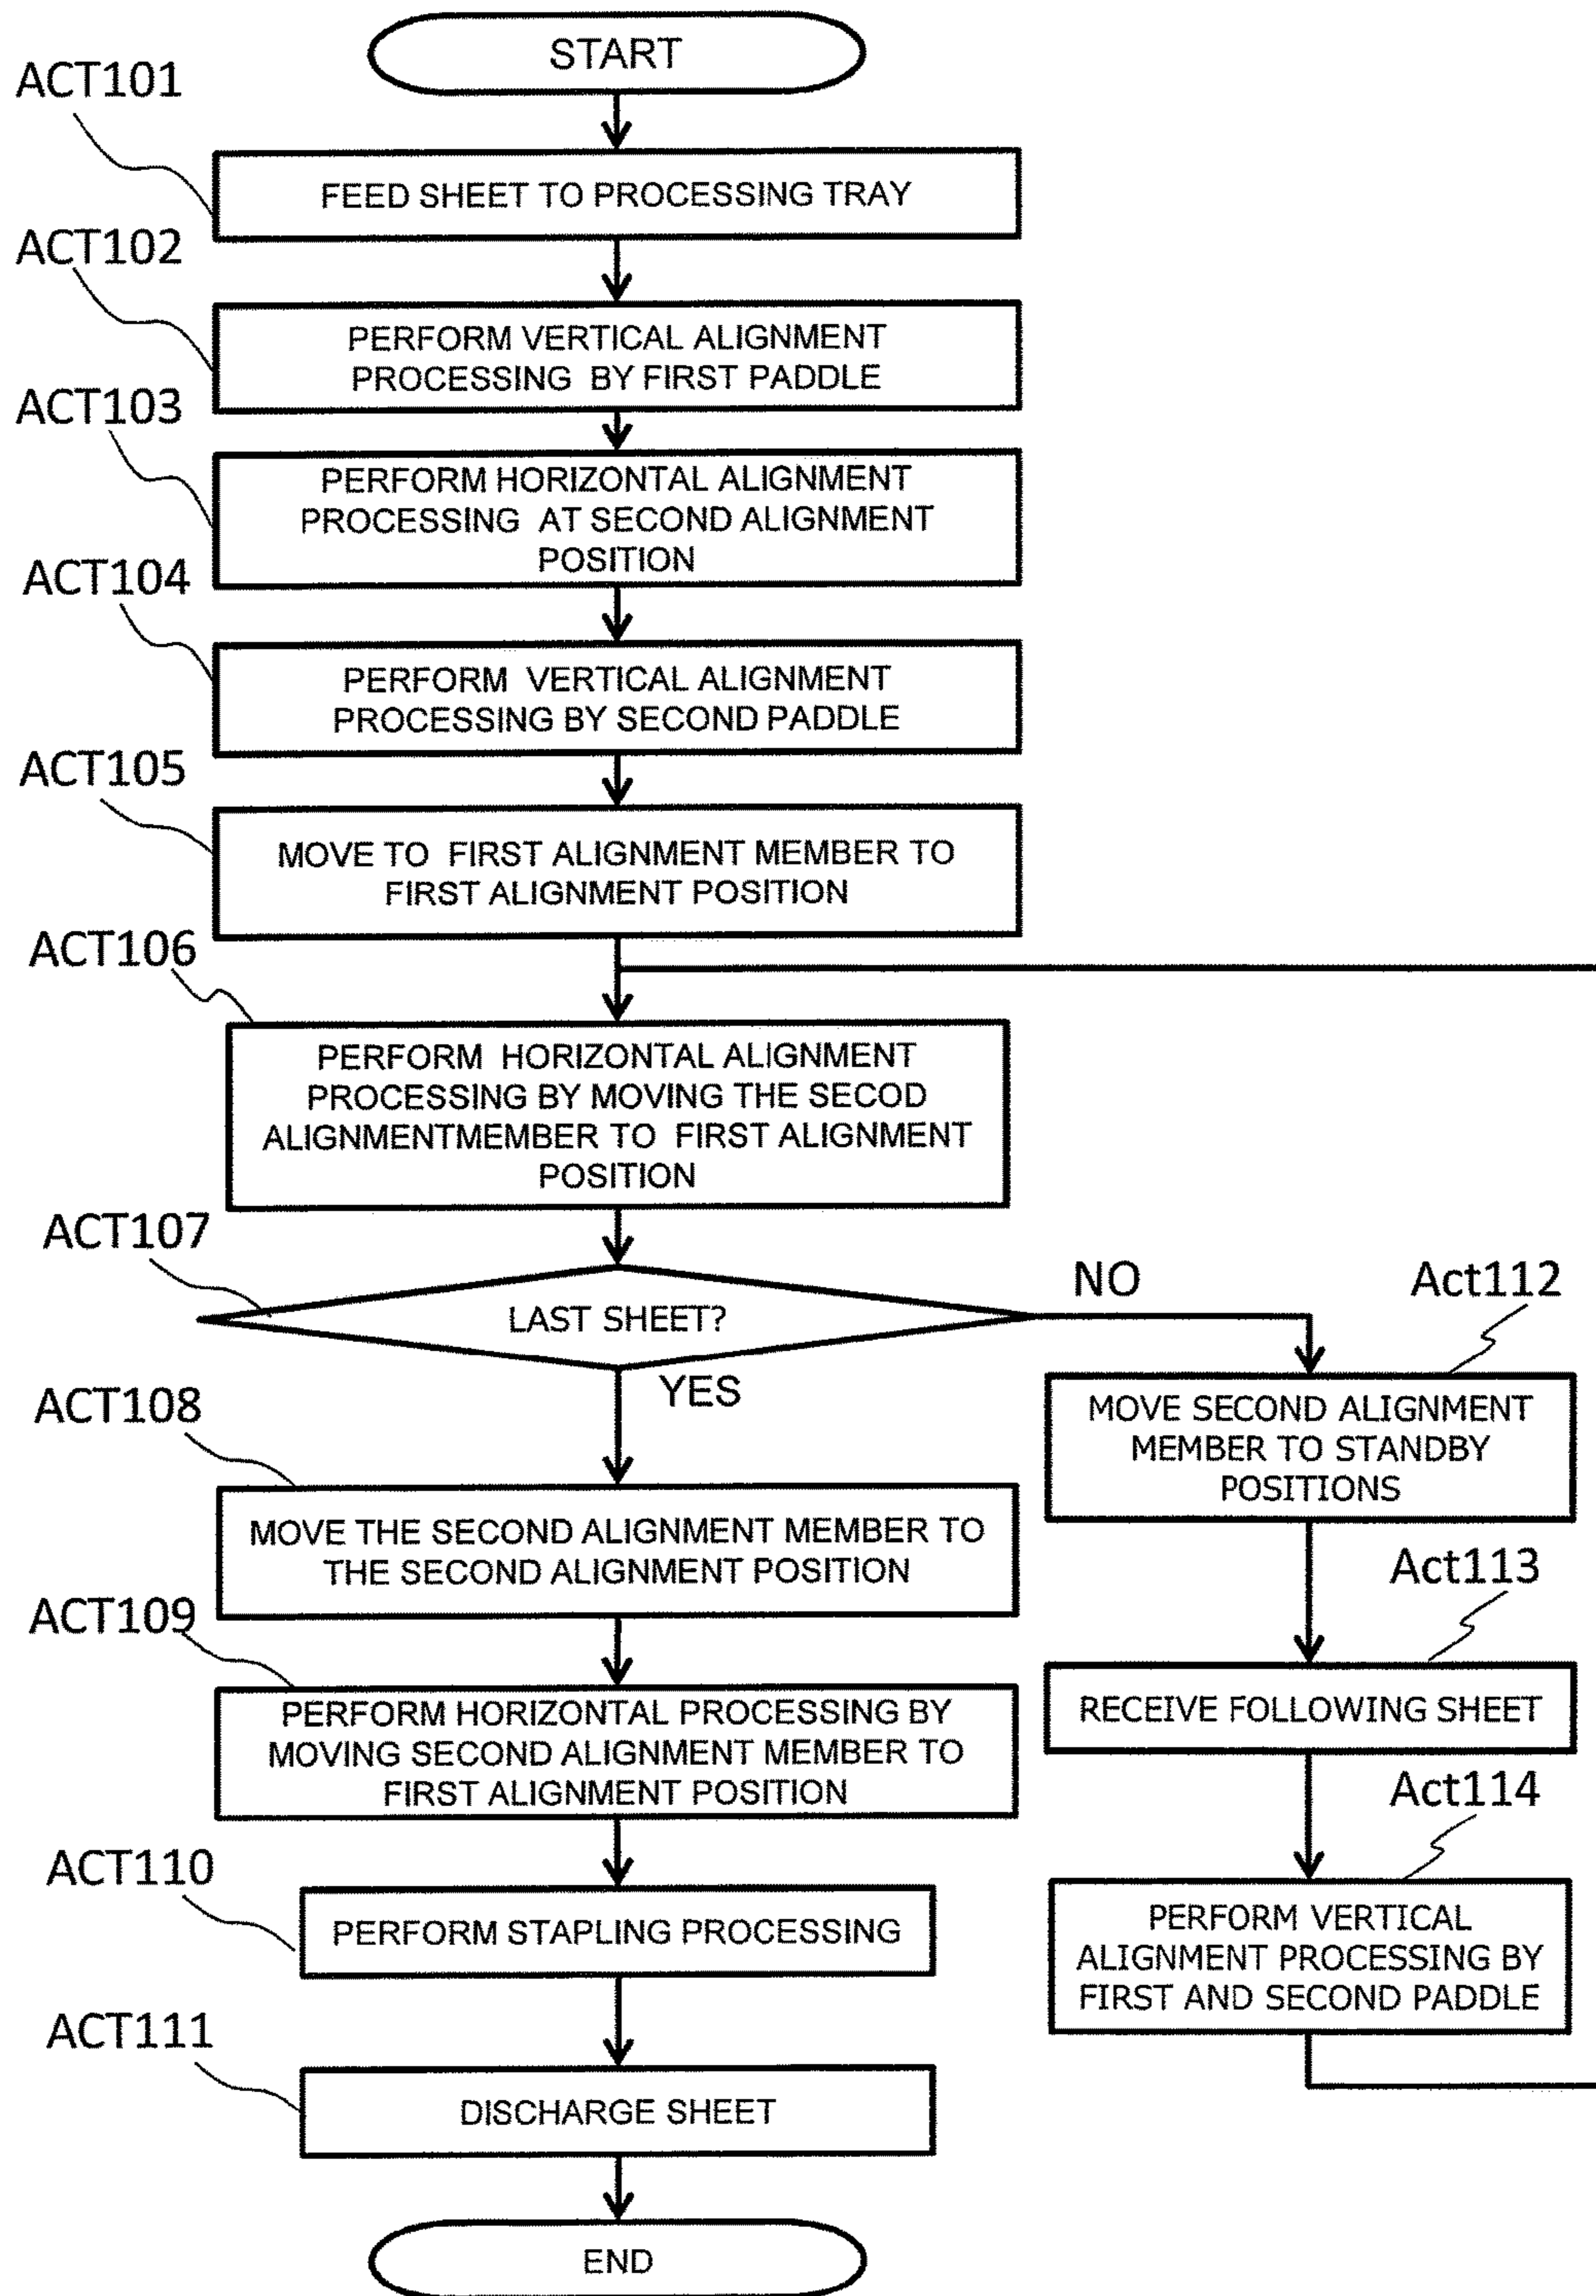 START
ACT101
FEED SHEET TO PROCESSING TRAY
ACT102
PERFORM VERTICAL ALIGNMENT
PROCESSING BY FIRST PADDLE
ACT103
PERFORM HORIZONTAL ALIGNMENT
PROCESSING AT SECOND ALIGNMENT
POSITION
ACT104
PERFORM VERTICAL ALIGNMENT
PROCESSING BY SECOND PADDLE
ACT105
MOVE TO FIRST ALIGNMENT MEMBER TO
FIRST ALIGNMENT POSITION
ACT106
PERFORM HORIZONTAL ALIGNMENT
PROCESSING BY MOVING THE SECOD
ALIGNMENTMEMBER TO FIRST ALIGNMENT
POSITION
ACT107
LAST SHEET?
NO
YES
ACT108
MOVE THE SECOND ALIGNMENT MEMBER TO
THE SECOND ALIGNMENT POSITION
ACT109
PERFORM HORIZONTAL PROCESSING BY
MOVING SECOND ALIGNMENT MEMBER TO
FIRST ALIGNMENT POSITION
ACT110
PERFORM STAPLING PROCESSING
ACT111
DISCHARGE SHEET
END
Act112
MOVE SECOND ALIGNMENT
MEMBER TO STANDBY
POSITIONS
Act113
RECEIVE FOLLOWING SHEET
Act114
PERFORM VERTICAL
ALIGNMENT PROCESSING BY
FIRST AND SECOND PADDLE